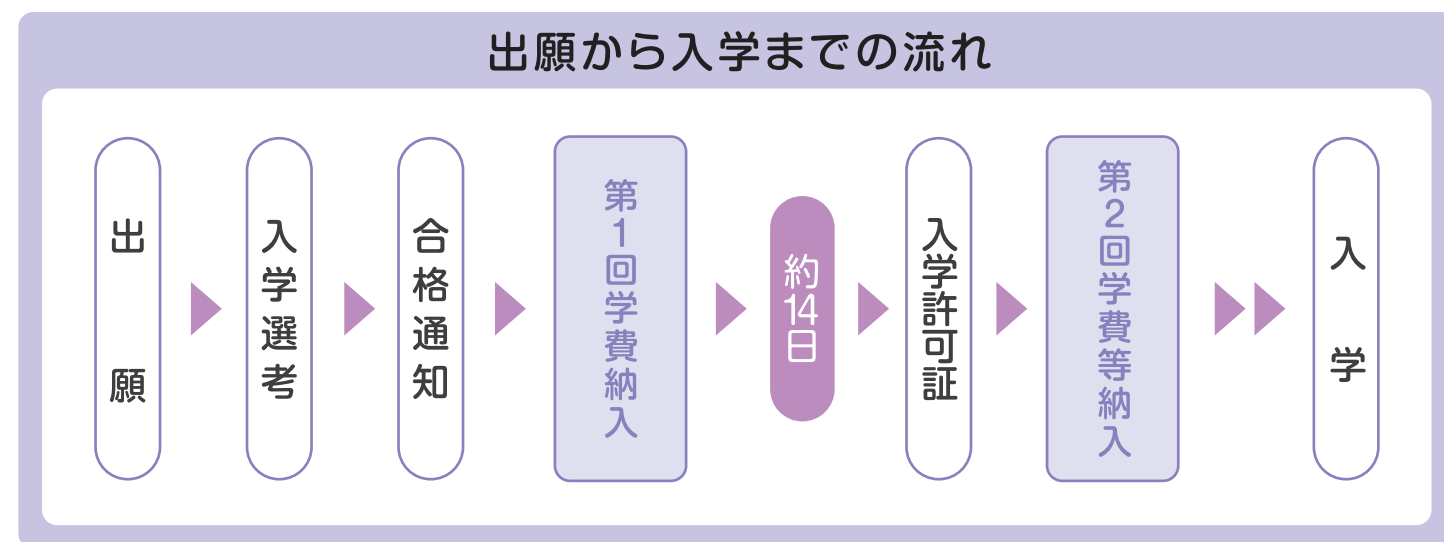 出願から入学までの流れ
出願
入学選考
合格通知
第1回学費納入
約14日
入学許可証
第2回学費等納入
入学